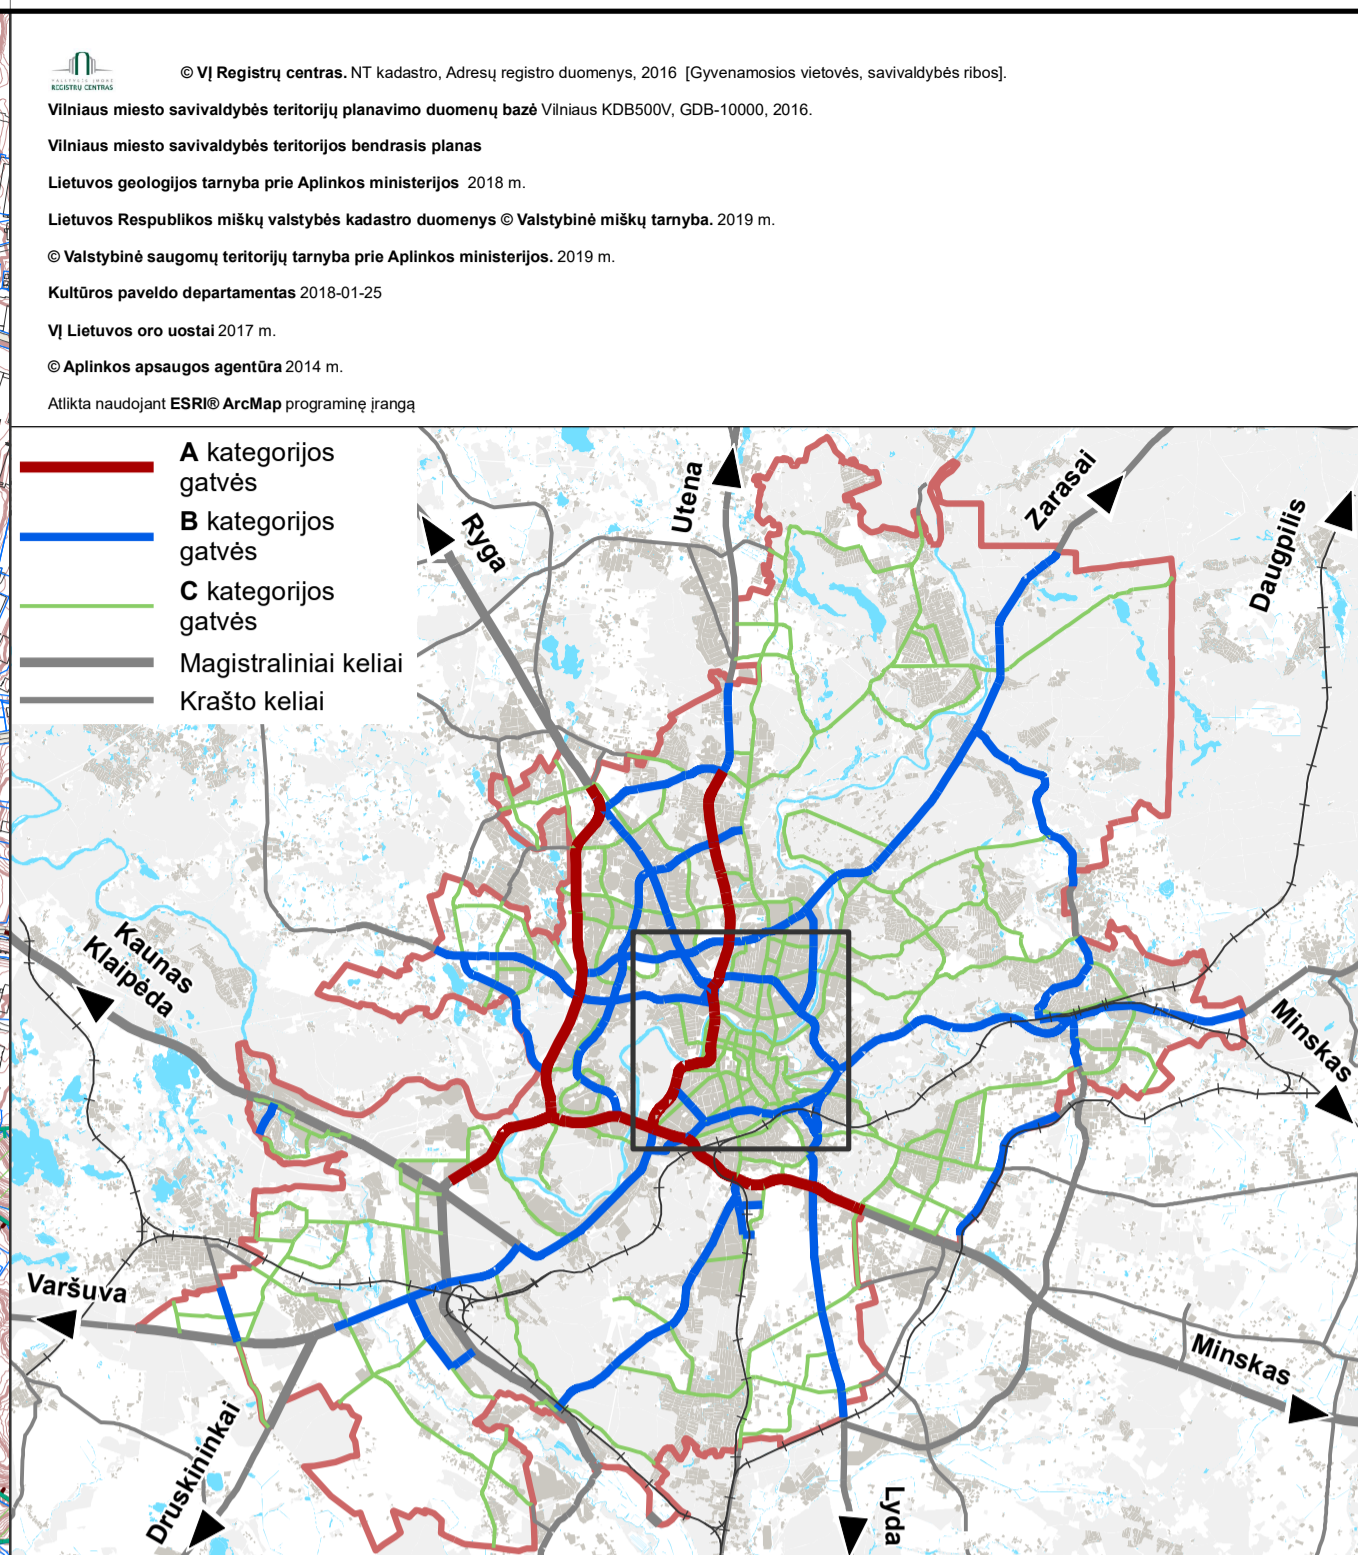 VALSTYBĖS ĮMONĖ
REGISTRŲ CENTRAS
© VĮ Registrų centras. NT kadastro, Adresų registro duomenys, 2016 [Gyvenamosios vietovės, savivaldybės ribos].
Vilniaus miesto savivaldybės teritorijų planavimo duomenų bazė Vilniaus KDB500V, GDB-10000, 2016.
Vilniaus miesto savivaldybės teritorijos bendrasis planas
Lietuvos geologijos tarnyba prie Aplinkos ministerijos 2018 m.
Lietuvos Respublikos miškų valstybės kadastro duomenys © Valstybinė miškų tarnyba. 2019 m.
© Valstybinė saugomų teritorijų tarnyba prie Aplinkos ministerijos. 2019 m.
Kultūros paveldo departamentas 2018-01-25
VĮ Lietuvos oro uostai 2017 m.
© Aplinkos apsaugos agentūra 2014 m.
Atlikta naudojant ESRI® ArcMap programinę įrangą
A kategorijos
gatvės
B kategorijos
gatvės
C kategorijos
gatvės
Magistraliniai keliai
Krašto keliai
Ryga
Utena
Zarasai
Daugpilis
Kaunas
Klaipėda
Minskas
Varšuva
Minskas
Druskininkai
Lyda